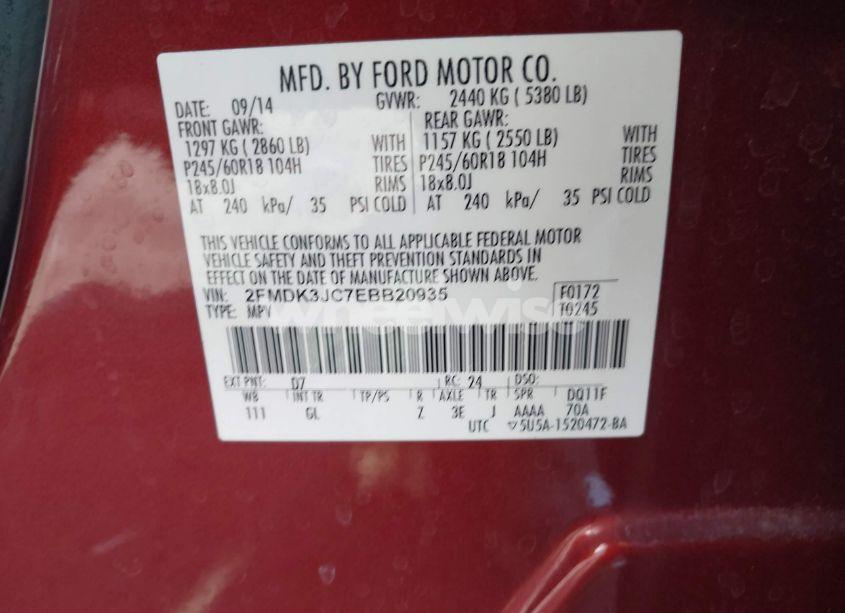 MFD. BY FORD MOTOR CO.
DATE: 09/14 GVWR: 2440 KG ( 5380 LB)
FRONT GAWR: REAR GAWR:
1297 KG ( 2860 LB) WITH 1157 KG ( 2550 LB) WITH
P245/60R18 104H TIRES P245/60R18 104H TIRES
18x8.0J RIMS 18x8.0J RIMS
AT 240 kPa/ 35 PSI COLD AT 240 kPa/ 35 PSI COLD
THIS VEHICLE CONFORMS TO ALL APPLICABLE FEDERAL MOTOR
VEHICLE SAFETY AND THEFT PREVENTION STANDARDS IN
EFFECT ON THE DATE OF MANUFACTURE SHOWN ABOVE.
VIN: 2FMDK3JC7EBB20935 F0172
TYPE: MPV T0245
wheelwise
EXT PNT: D7 RC: 24 DSO:
WB INT TR TP/PS R AXLE TR SPR DQ11F
111 GL Z 3E J AAAA 70A
UTC ▽5U5A-1520472-BA